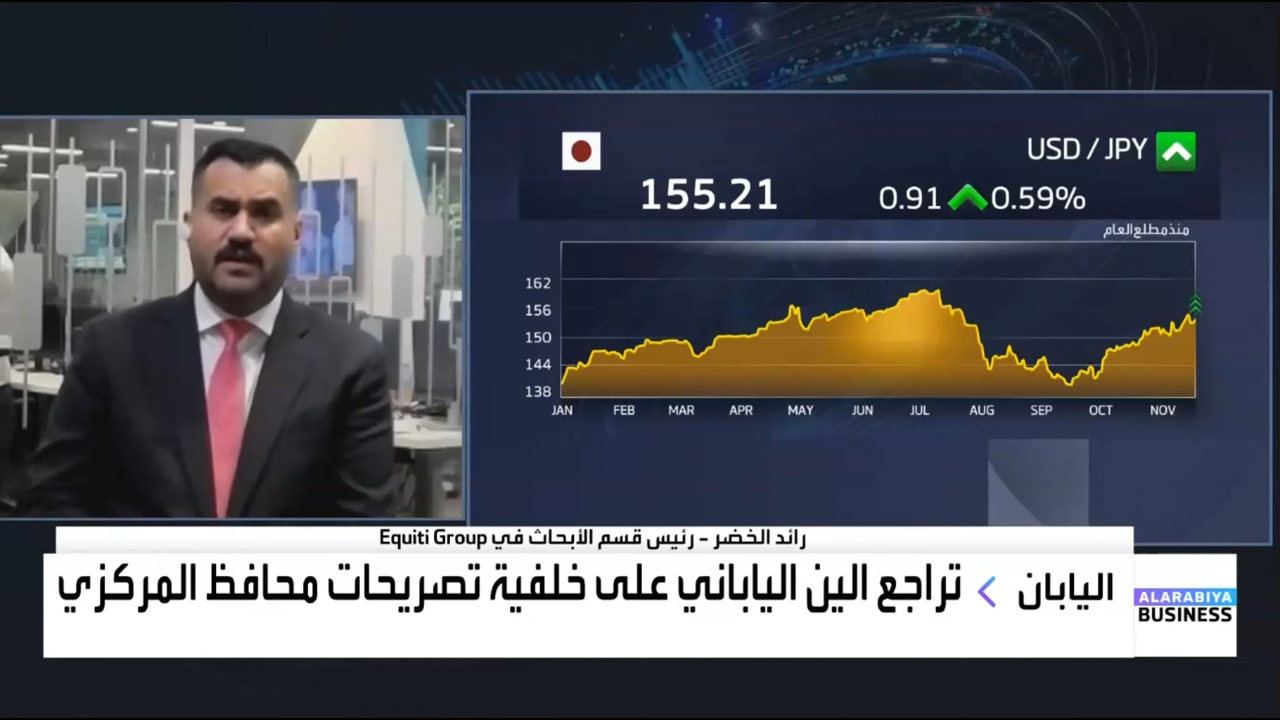 USD / JPY
155.21
0.91
0.59%
منذ مطلع العام
162
156
150
144
138
JAN FEB MAR APR MAY JUN JUL AUG SEP OCT NOV
رائد الخضر - رئيس قسم الأبحاث في Equiti Group
اليابان > تراجع الين الياباني على خلفية تصريحات محافظ المركزي
ALARABIYA
BUSINESS